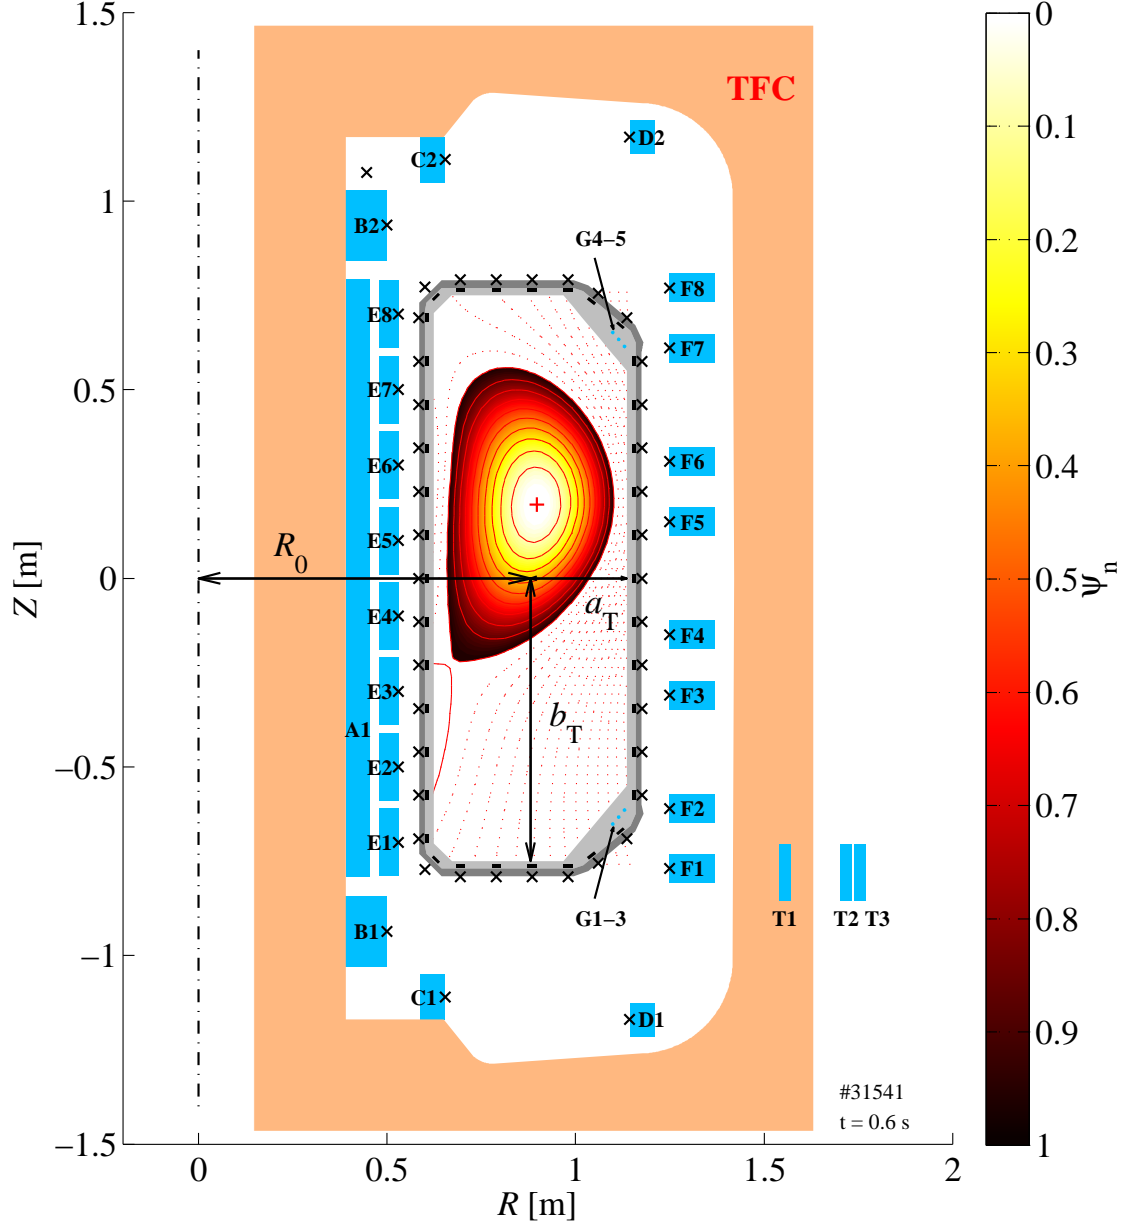 1.5
1
0.5
0
−0.5
−1
−1.5
Z [m]
0
0.5
1
1.5
2
R [m]
TFC
C2
D2
B2
G4−5
E8
F8
F7
E7
E6
F6
E5
F5
R0
aT
E4
F4
E3
F3
bT
A1
E2
F2
E1
F1
G1−3
B1
T1
T2 T3
C1
D1
#31541
t = 0.6 s
0
0.1
0.2
0.3
0.4
0.5
0.6
0.7
0.8
0.9
1
ψn